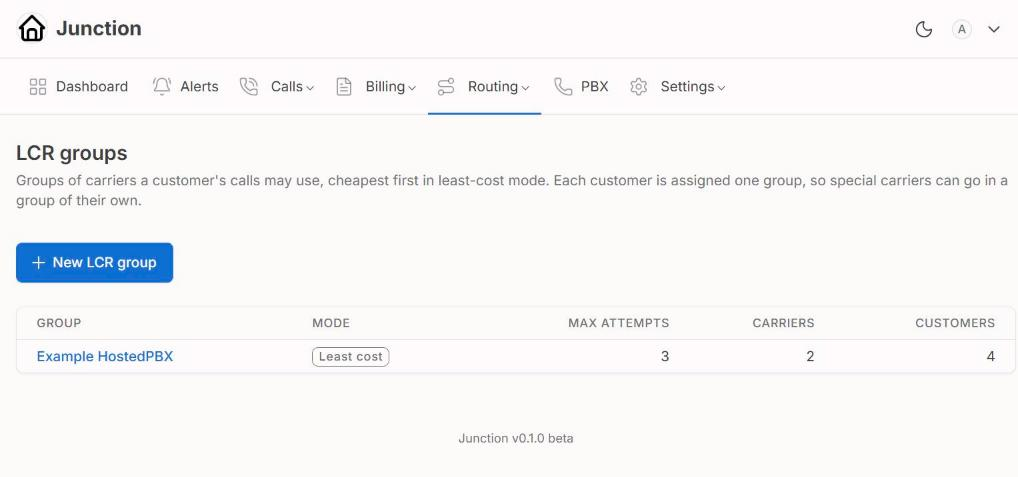 Junction
A
Dashboard Alerts Calls Billing Routing PBX Settings
LCR groups
Groups of carriers a customer's calls may use, cheapest first in least-cost mode. Each customer is assigned one group, so special carriers can go in a
group of their own.
+ New LCR group
GROUP MODE MAX ATTEMPTS CARRIERS CUSTOMERS
Example HostedPBX Least cost 3 2 4
Junction v0.1.0 beta